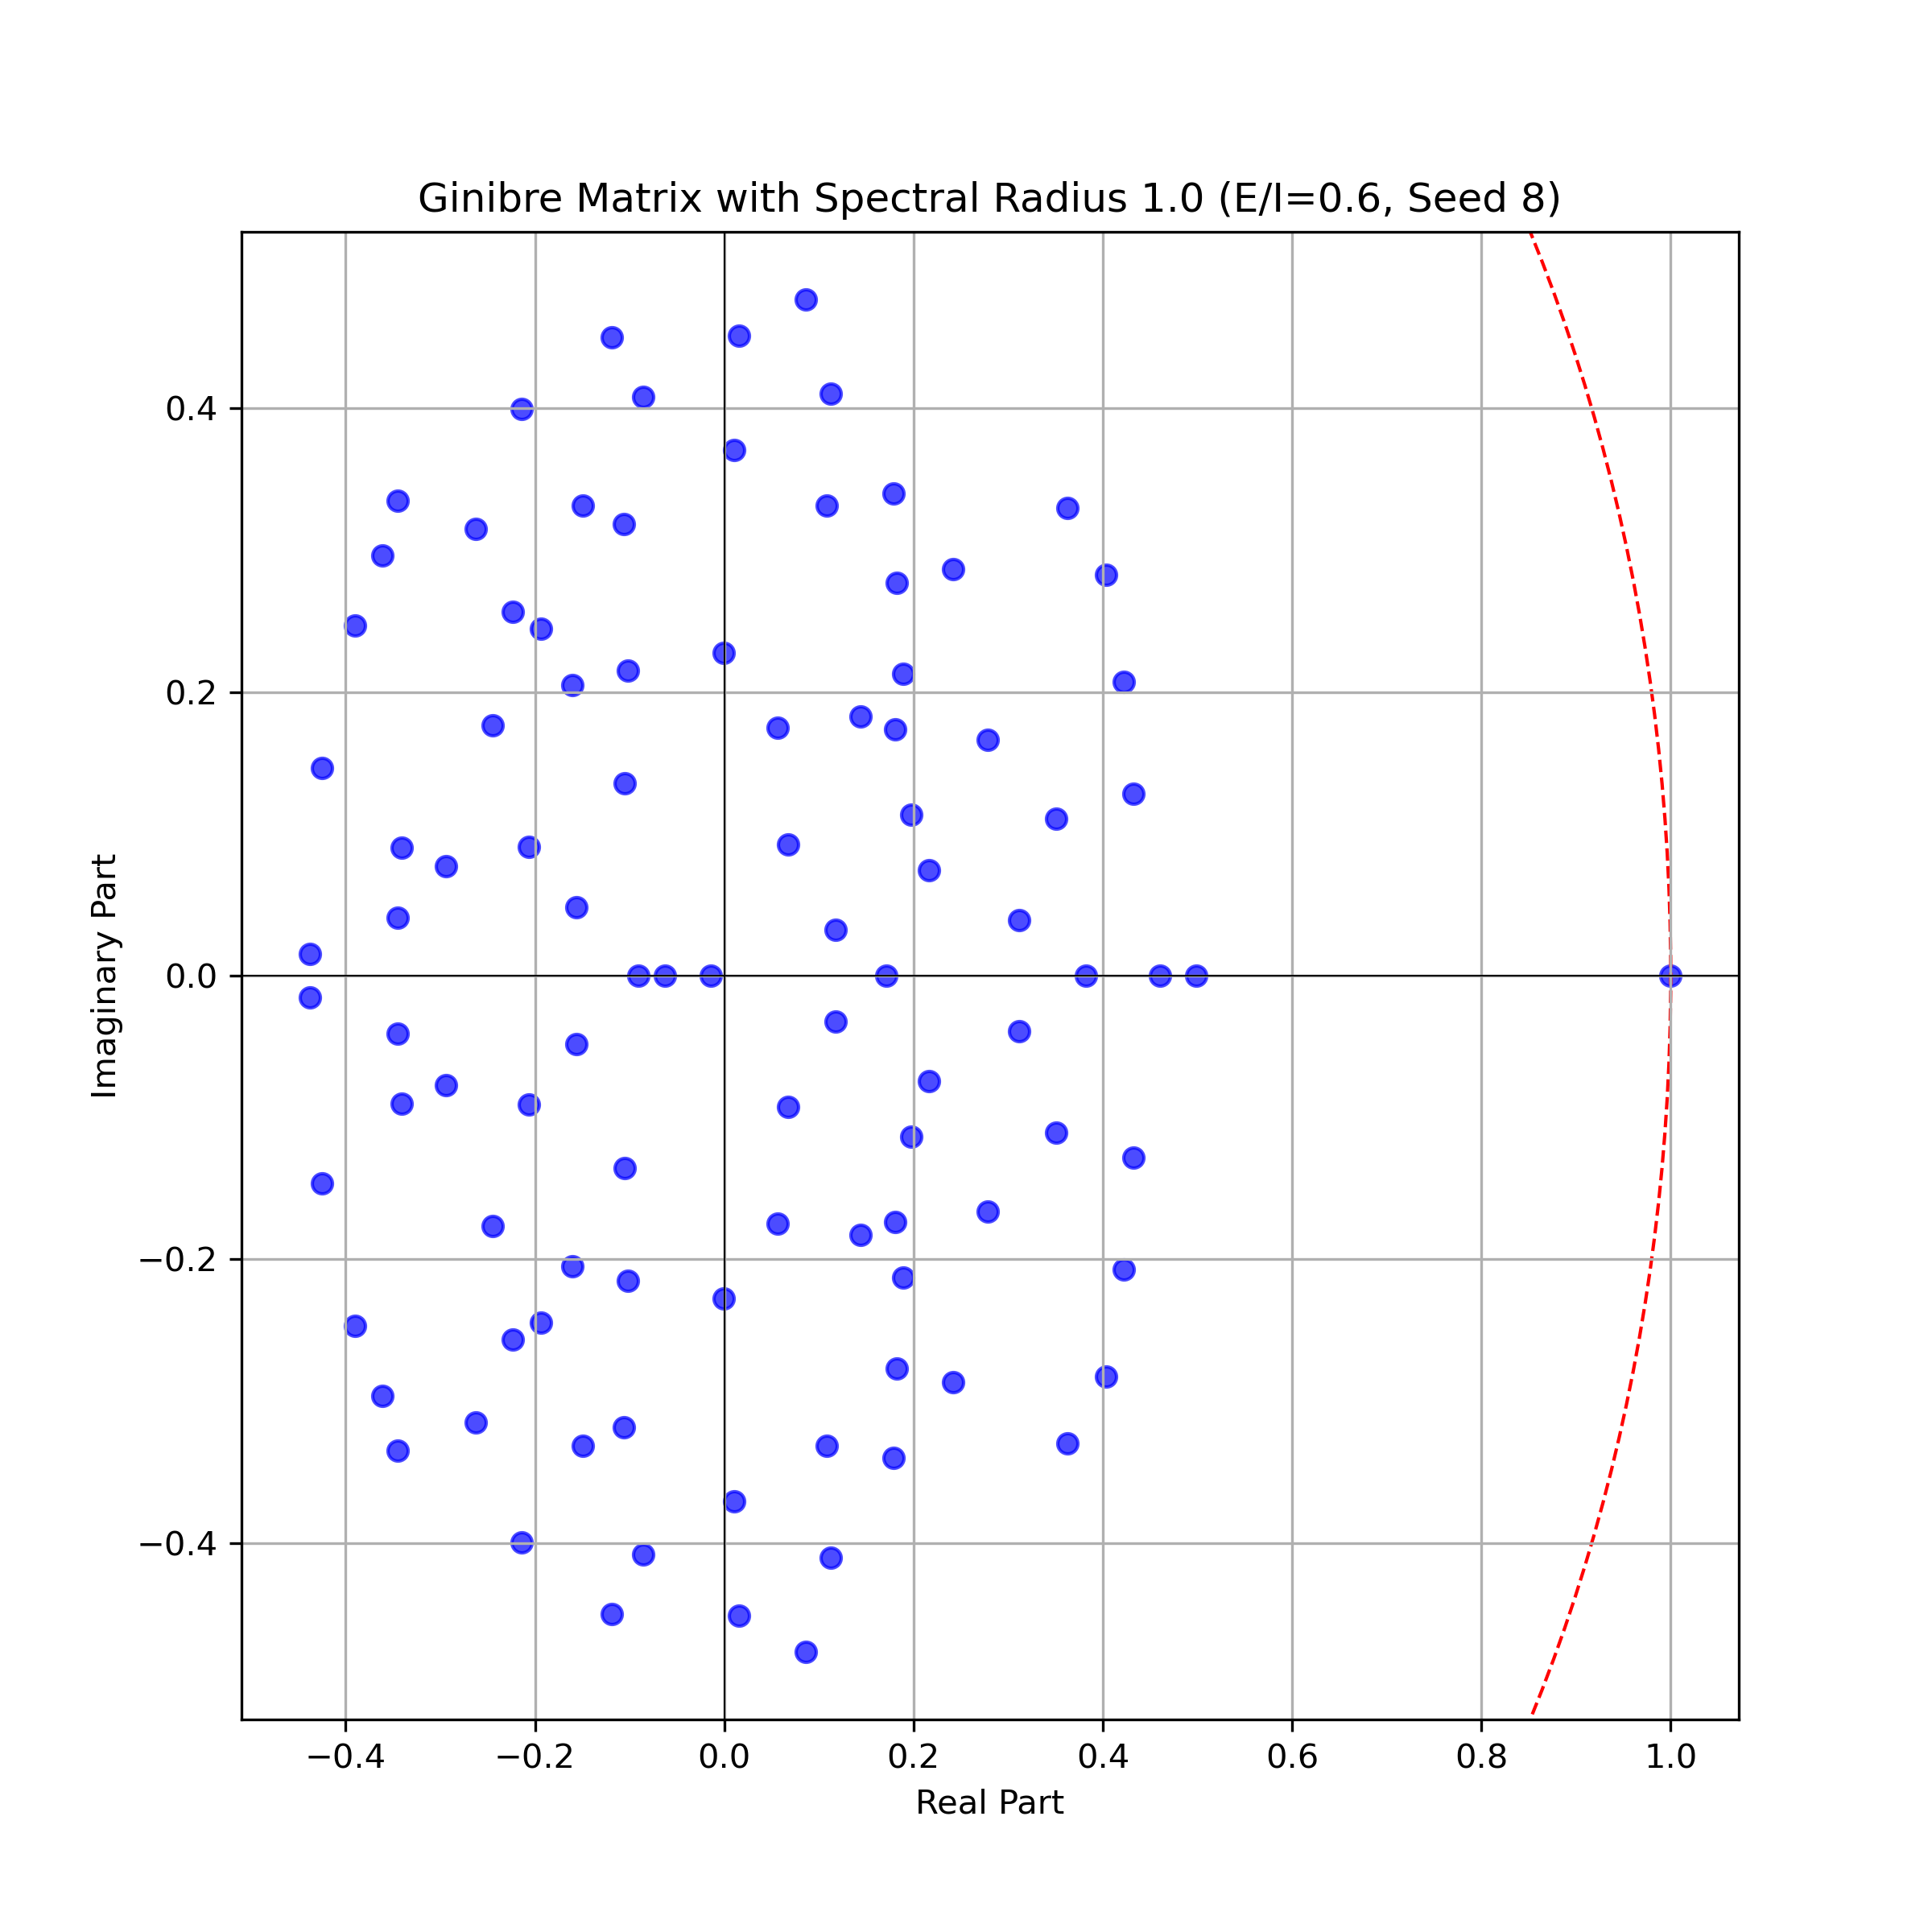 Ginibre Matrix with Spectral Radius 1.0 (E/I=0.6, Seed 8)
Imaginary Part
0.4
0.2
0.0
−0.2
−0.4
−0.4 −0.2 0.0 0.2 0.4 0.6 0.8 1.0
Real Part